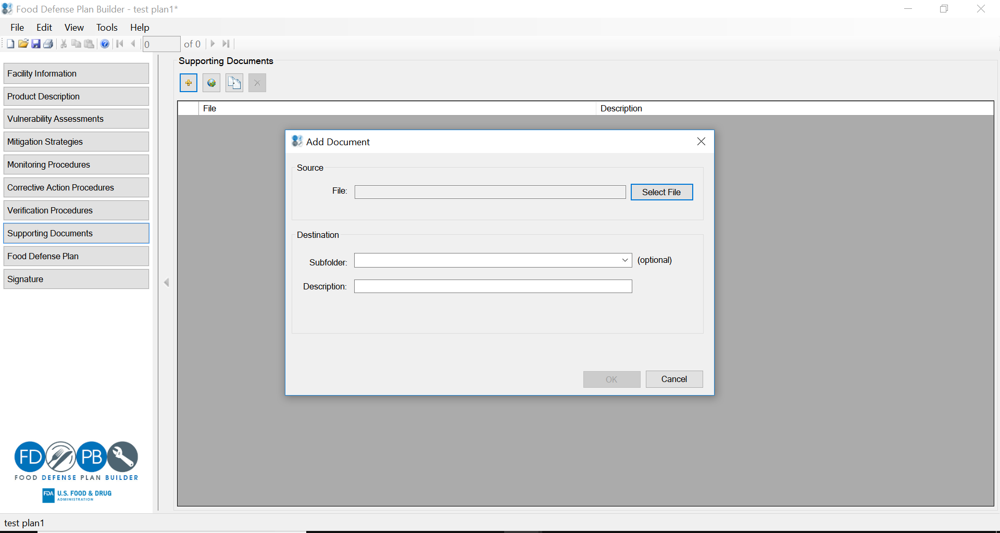 Food Defense Plan Builder - test plan1*
File Edit View Tools Help
0 of 0
Facility Information
Product Description
Vulnerability Assessments
Mitigation Strategies
Monitoring Procedures
Corrective Action Procedures
Verification Procedures
Supporting Documents
Food Defense Plan
Signature
Supporting Documents
File Description
Add Document
Source
File: Select File
Destination
Subfolder: (optional)
Description:
OK Cancel
FD PB
FOOD DEFENSE PLAN BUILDER
FDA U.S. FOOD & DRUG
ADMINISTRATION
test plan1